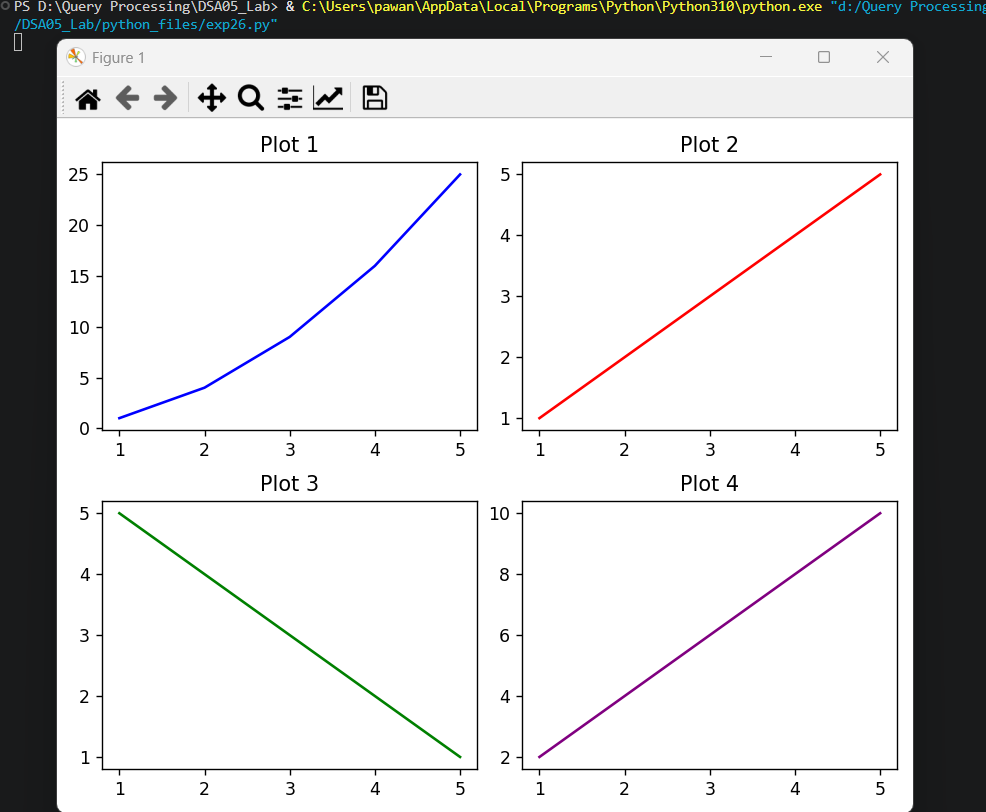 PS D:\Query Processing\DSA05_Lab> & C:\Users\pawan\AppData\Local\Programs\Python\Python310\python.exe "d:/Query Processing
/DSA05_Lab/python_files/exp26.py"
Figure 1
Plot 1
25
20
15
10
5
0
1 2 3 4 5
Plot 2
5
4
3
2
1
1 2 3 4 5
Plot 3
5
4
3
2
1
1 2 3 4 5
Plot 4
10
8
6
4
2
1 2 3 4 5